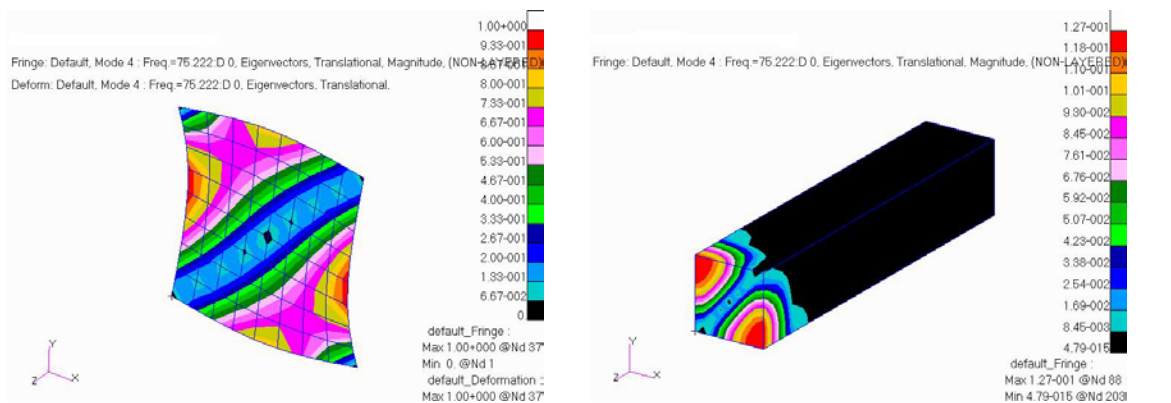 1.00+000
9.33-001
Fringe: Default, Mode 4 : Freq.=75.222:D 0, Eigenvectors, Translational, Magnitude, (NON-LAYERED)
8.67-001
Deform: Default, Mode 4 : Freq.=75.222:D 0, Eigenvectors, Translational,
8.00-001
7.33-001
6.67-001
6.00-001
5.33-001
4.67-001
4.00-001
3.33-001
2.67-001
2.00-001
1.33-001
6.67-002
0
default_Fringe :
Max 1.00+000 @Nd 37
Min 0. @Nd 1
default_Deformation :
Max 1.00+000 @Nd 37
Y
Z
X
1.27-001
1.18-001
Fringe: Default, Mode 4 : Freq.=75.222:D 0, Eigenvectors, Translational, Magnitude, (NON-LAYERED)
1.10-001
1.01-001
9.30-002
8.45-002
7.61-002
6.76-002
5.92-002
5.07-002
4.23-002
3.38-002
2.54-002
1.69-002
8.45-003
4.79-015
default_Fringe :
Max 1.27-001 @Nd 88
Min 4.79-015 @Nd 203
Y
Z
X